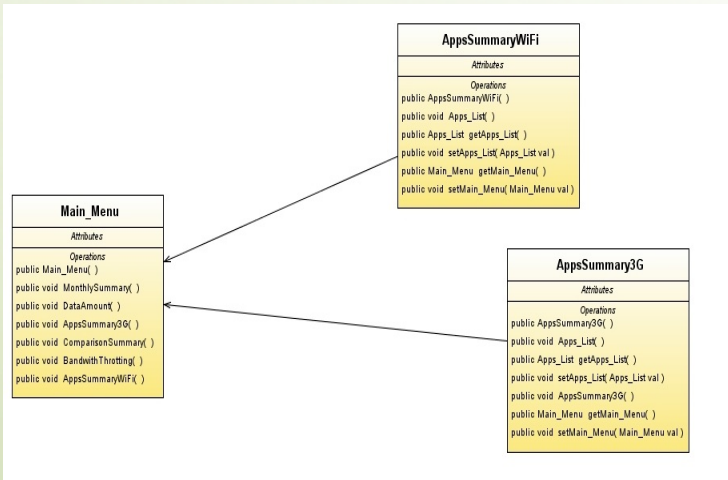 AppsSummaryWiFi
Attributes
Operations
public AppsSummaryWiFi( )
public void Apps_List( )
public Apps_List getApps_List( )
public void setApps_List( Apps_List val )
public Main_Menu getMain_Menu( )
public void setMain_Menu( Main_Menu val )
Main_Menu
Attributes
Operations
public Main_Menu( )
public void MonthlySummary( )
public void DataAmount( )
public void AppsSummary3G( )
public void ComparisonSummary( )
public void BandwithThrotting( )
public void AppsSummaryWiFi( )
AppsSummary3G
Attributes
Operations
public AppsSummary3G( )
public void Apps_List( )
public Apps_List getApps_List( )
public void setApps_List( Apps_List val )
public void AppsSummary3G( )
public Main_Menu getMain_Menu( )
public void setMain_Menu( Main_Menu val )